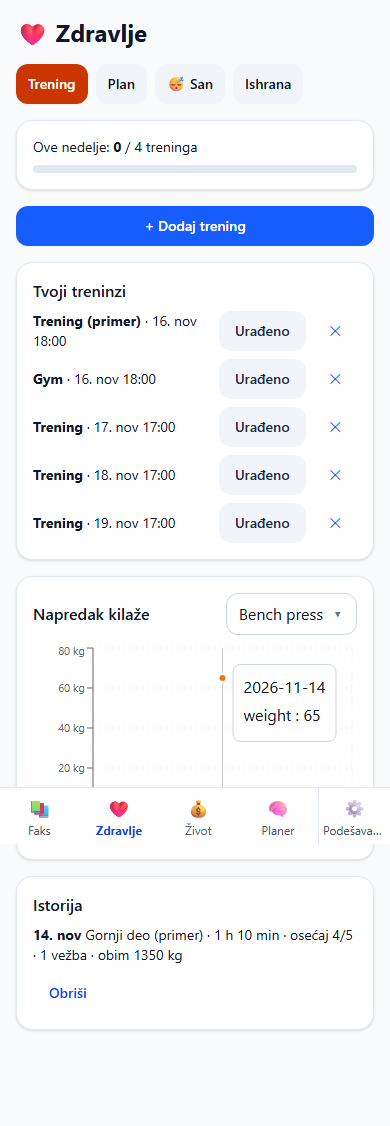 Zdravlje
Trening
Plan
San
Ishrana
Ove nedelje: 0 / 4 treninga
+ Dodaj trening
Tvoji treninzi
Trening (primer) · 16. nov
18:00
Urađeno
Gym · 16. nov 18:00
Urađeno
Trening · 17. nov 17:00
Urađeno
Trening · 18. nov 17:00
Urađeno
Trening · 19. nov 17:00
Urađeno
Napredak kilaže
Bench press
80 kg
60 kg
40 kg
20 kg
2026-11-14
weight : 65
Faks
Zdravlje
Život
Planer
Podešava...
Istorija
14. nov Gornji deo (primer) · 1 h 10 min · osećaj 4/5
· 1 vežba · obim 1350 kg
Obriši